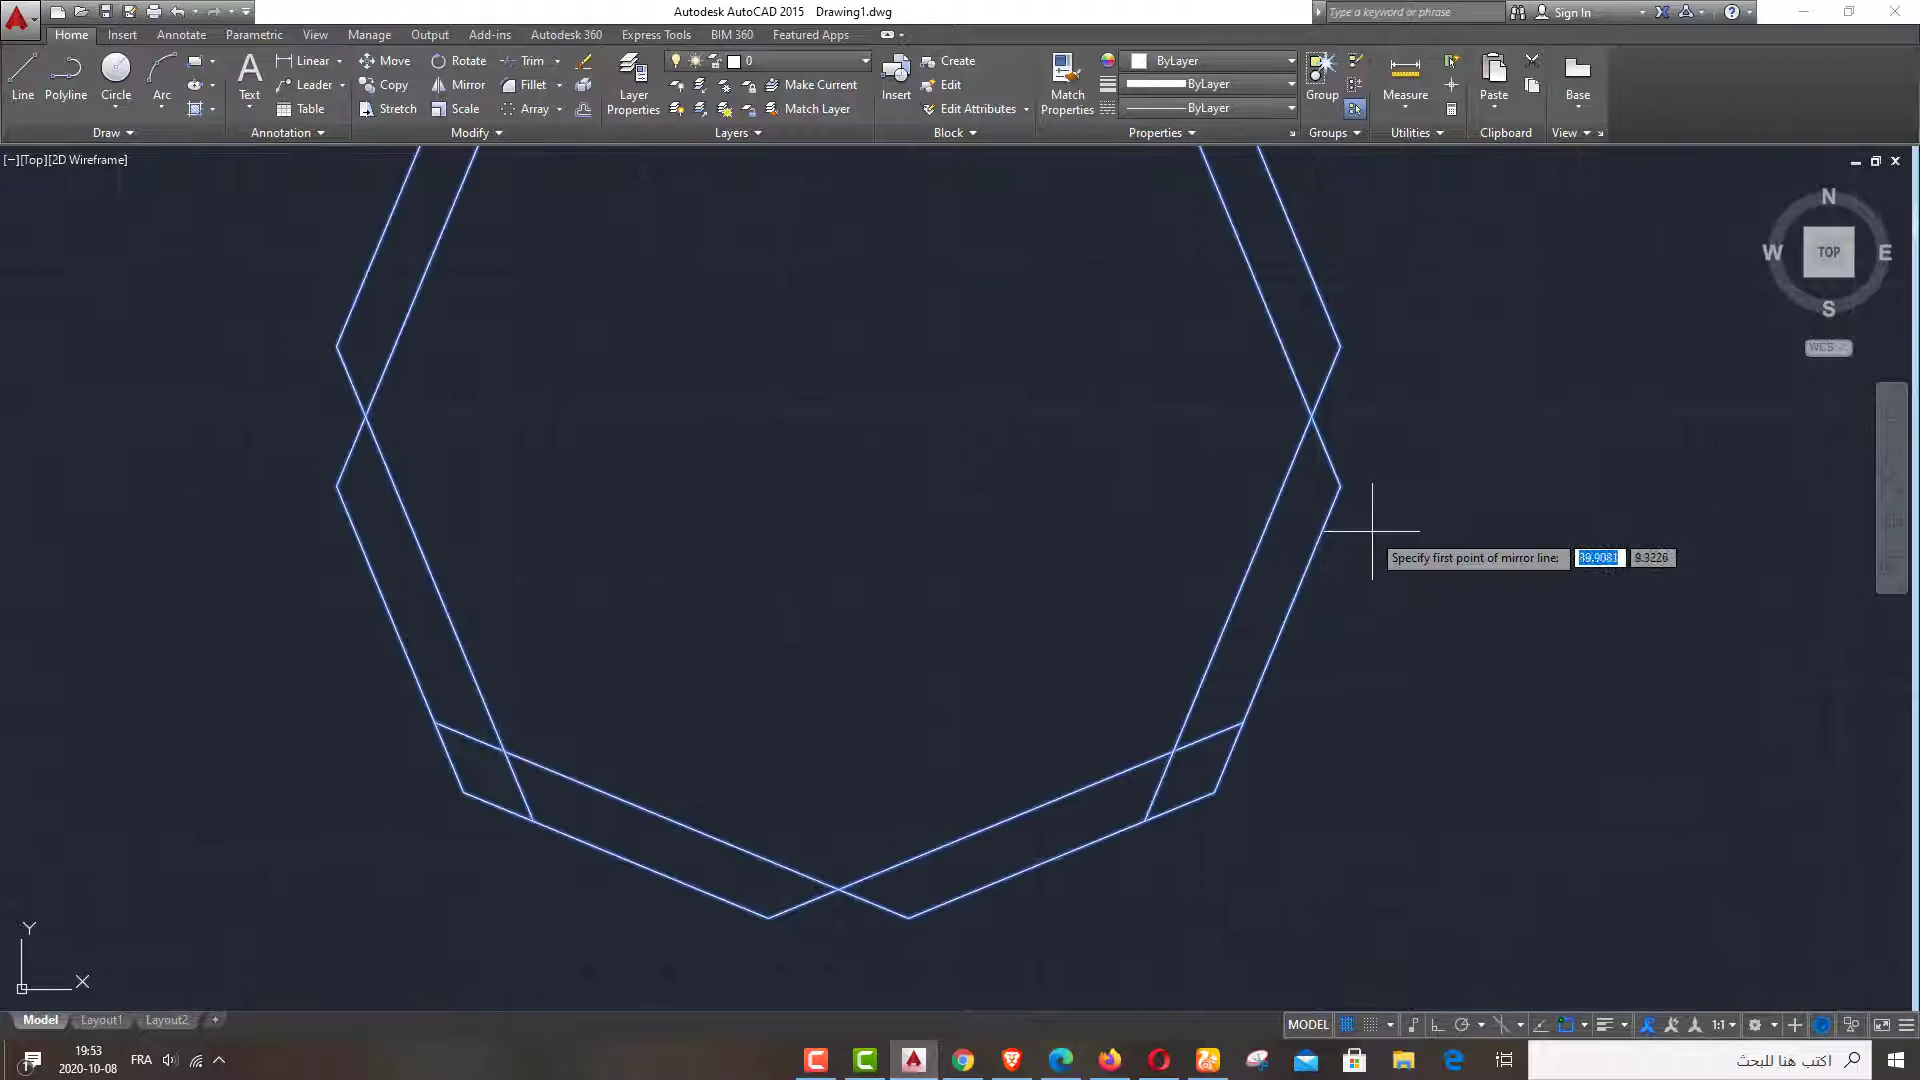 Autodesk AutoCAD 2015 Drawing1.dwg
Type a keyword or phrase
Sign In
Home Insert Annotate Parametric View Manage Output Add-ins Autodesk 360 Express Tools BIM 360 Featured Apps
Line Polyline Circle Arc
Draw
Text
Linear
Leader
Table
Annotation
Move Rotate Trim
Copy Mirror Fillet
Stretch Scale Array
Modify
Layer Properties
0
Make Current
Match Layer
Layers
Insert
Create
Edit
Edit Attributes
Block
Match Properties
ByLayer
ByLayer
ByLayer
Properties
Group
Groups
Measure
Utilities
Paste
Clipboard
Base
View
[−][Top][2D Wireframe]
N
W TOP E
S
WCS
Specify first point of mirror line: 39.9081 9.3226
Y
X
Model Layout1 Layout2 +
MODEL
1:1
19:53
2020-10-08
FRA
اكتب هنا للبحث